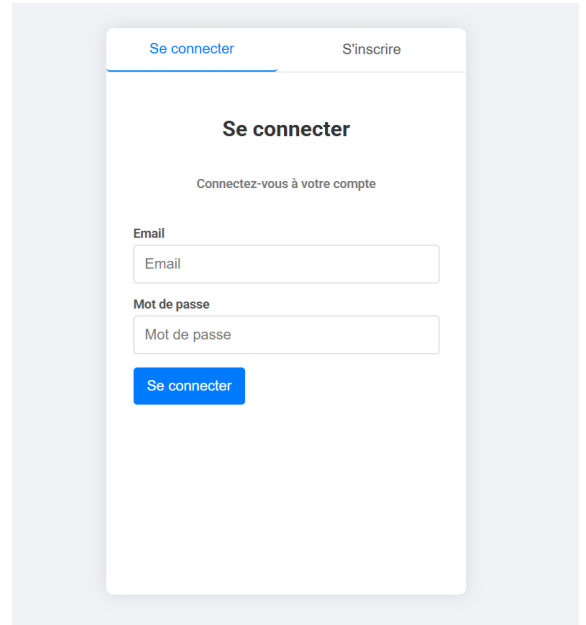 Se connecter S'inscrire
Se connecter
Connectez-vous à votre compte
Email
Email
Mot de passe
Mot de passe
Se connecter